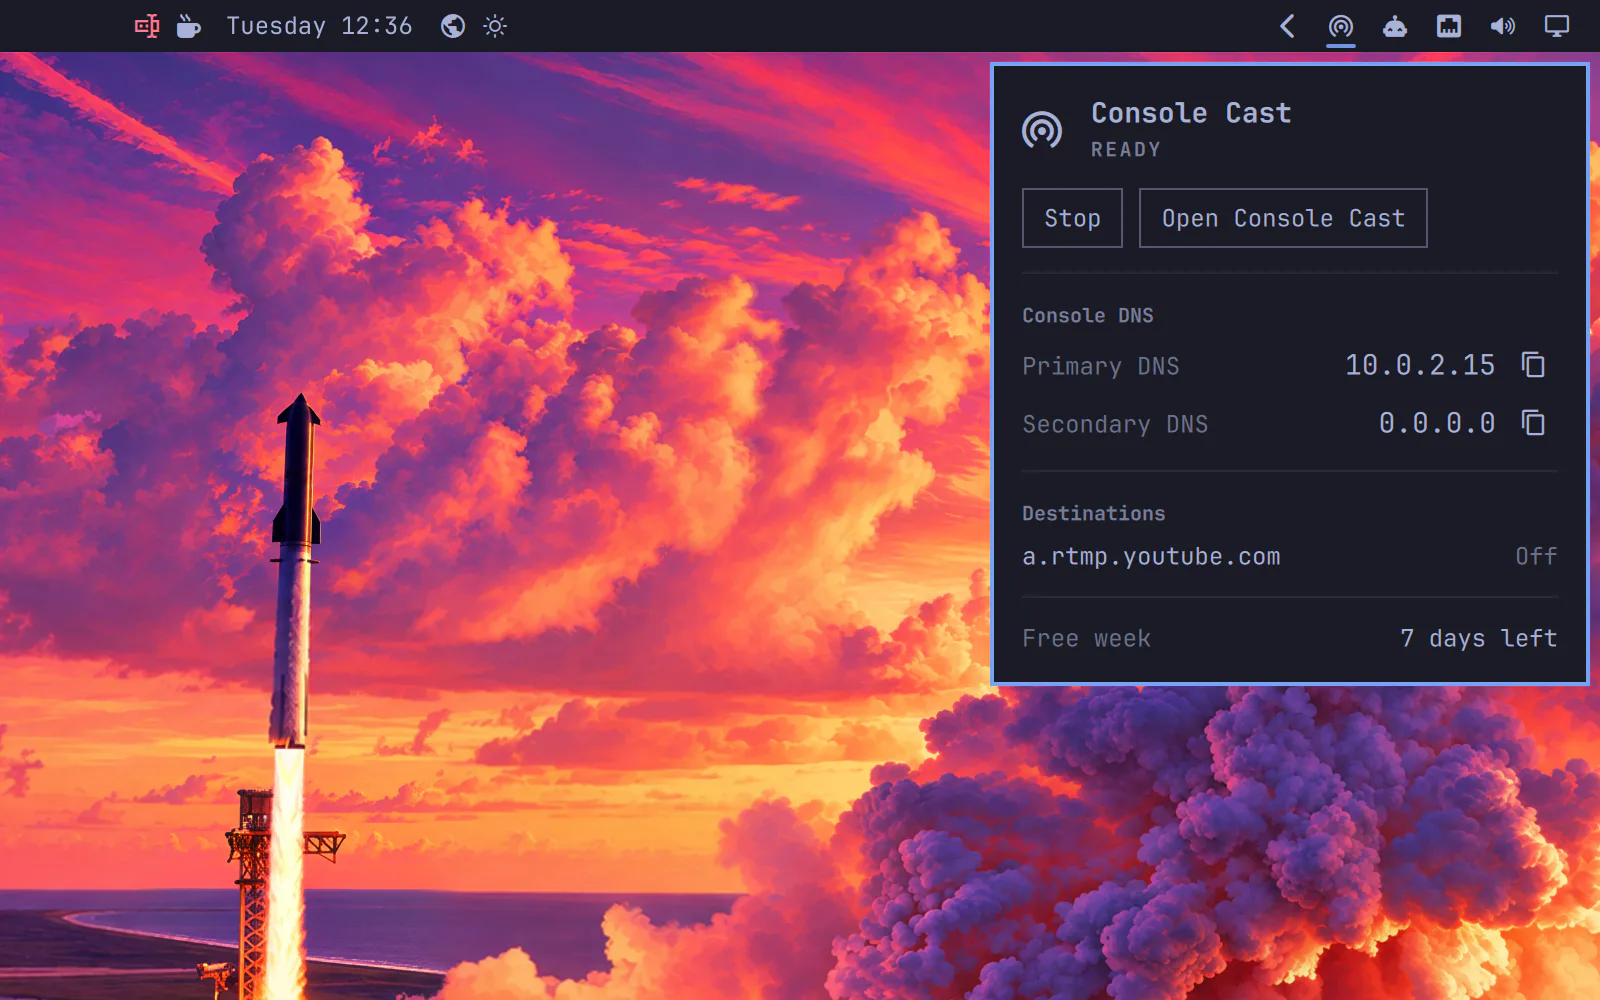 Tuesday 12:36
Console Cast
READY
Stop
Open Console Cast
Console DNS
Primary DNS 10.0.2.15
Secondary DNS 0.0.0.0
Destinations
a.rtmp.youtube.com Off
Free week 7 days left